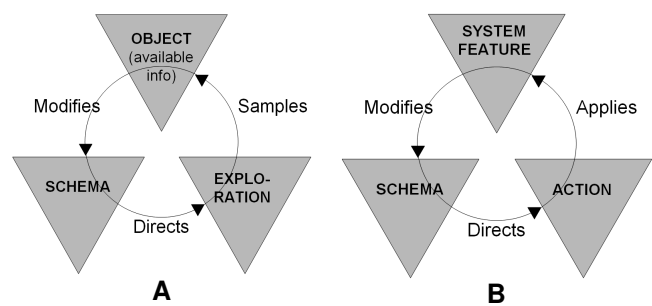 OBJECT
(available
info)
Modifies
Samples
SCHEMA
EXPLO-
RATION
Directs
A
SYSTEM
FEATURE
Modifies
Applies
SCHEMA
ACTION
Directs
B